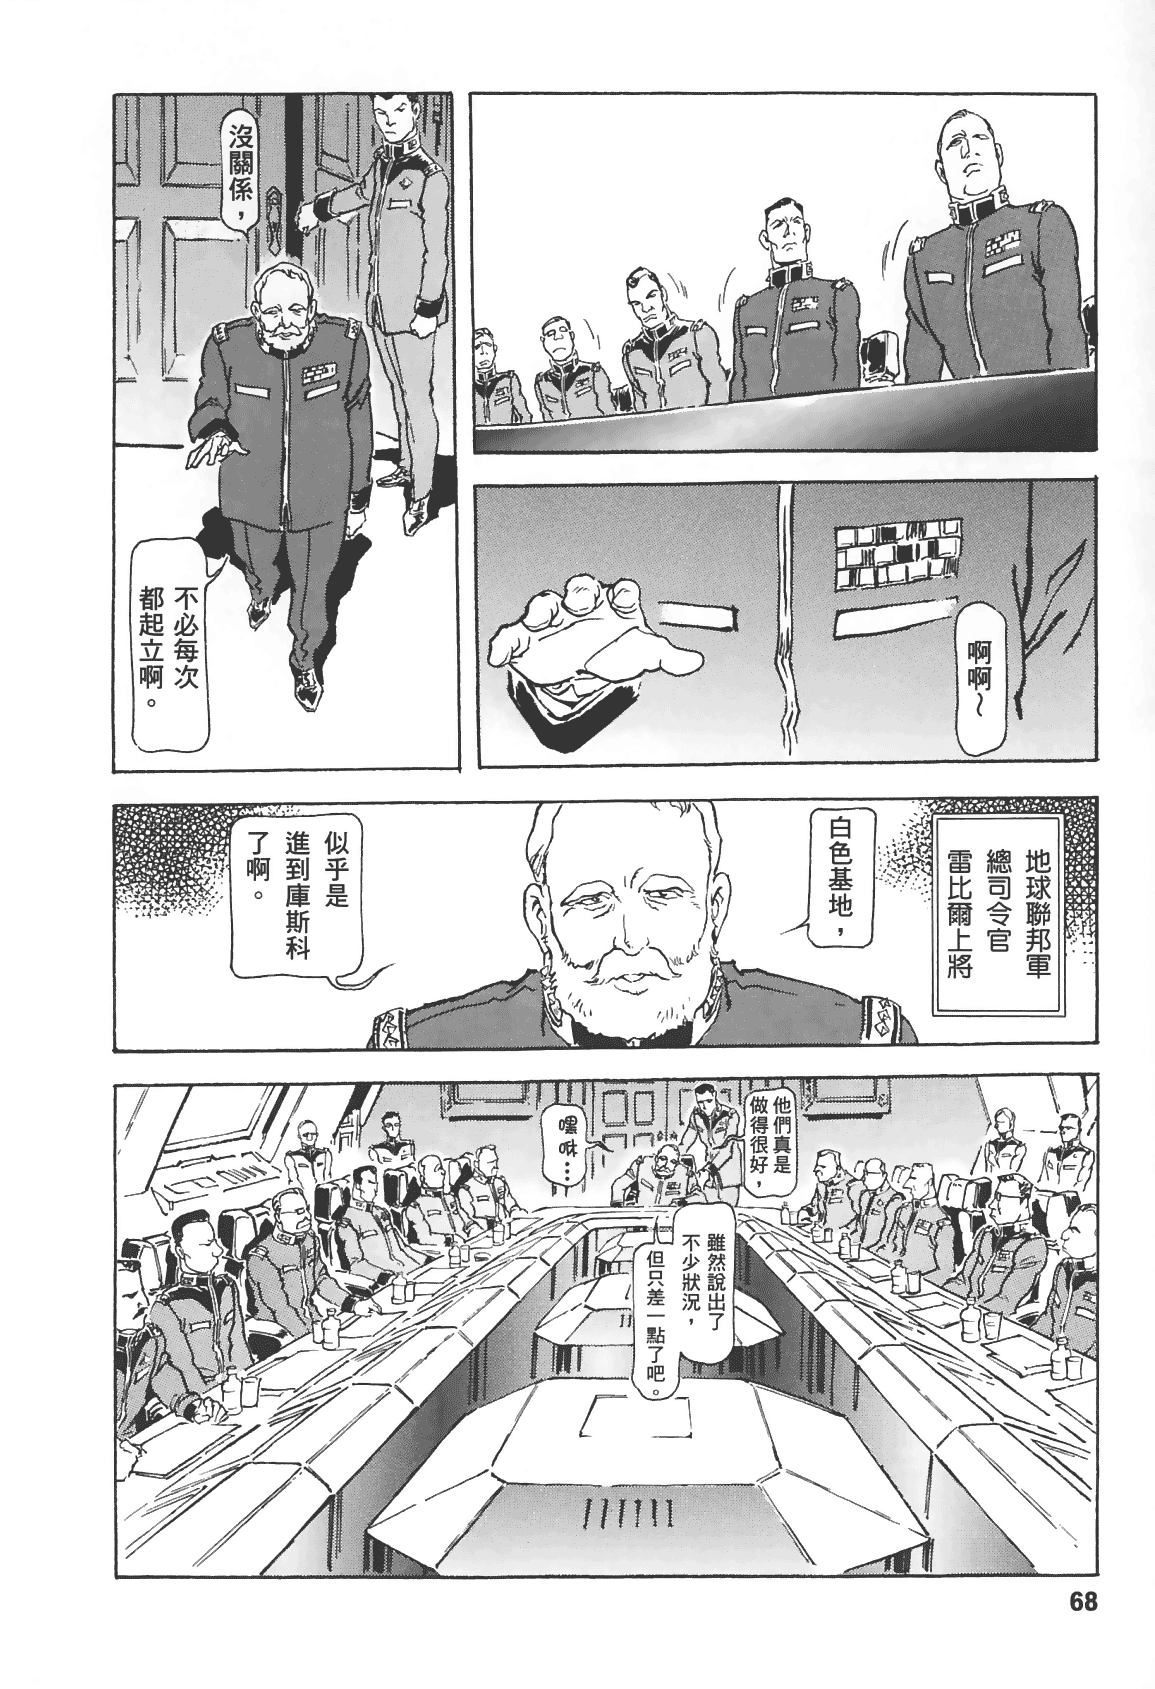 啊啊～
沒關係，
不必每次
都起立啊。
地球聯邦軍
總司令官
雷比爾上將
白色基地，
似乎是
進到庫斯科
了啊。
他們真是
做得很好，
嘿咻…
雖然說出了
不少狀況，
但只差一點了吧。
68